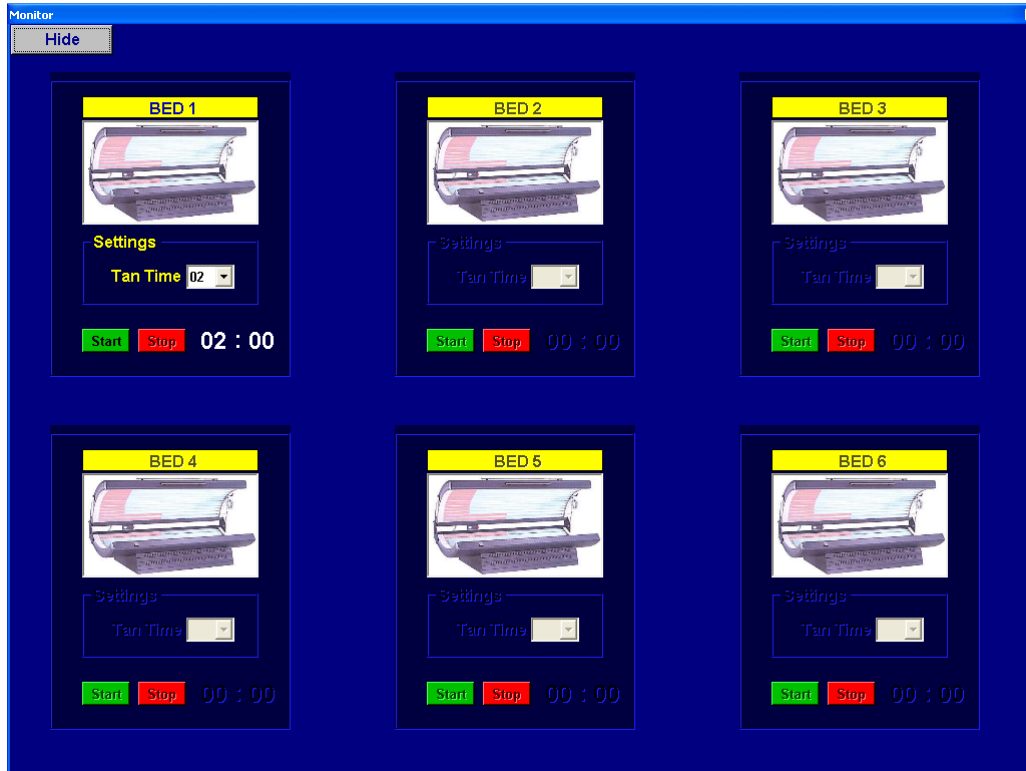 Monitor
Hide
BED 1
Settings
Tan Time 02
Start Stop 02 : 00
BED 2
Settings
Tan Time
Start Stop 00 : 00
BED 3
Settings
Tan Time
Start Stop 00 : 00
BED 4
Settings
Tan Time
Start Stop 00 : 00
BED 5
Settings
Tan Time
Start Stop 00 : 00
BED 6
Settings
Tan Time
Start Stop 00 : 00